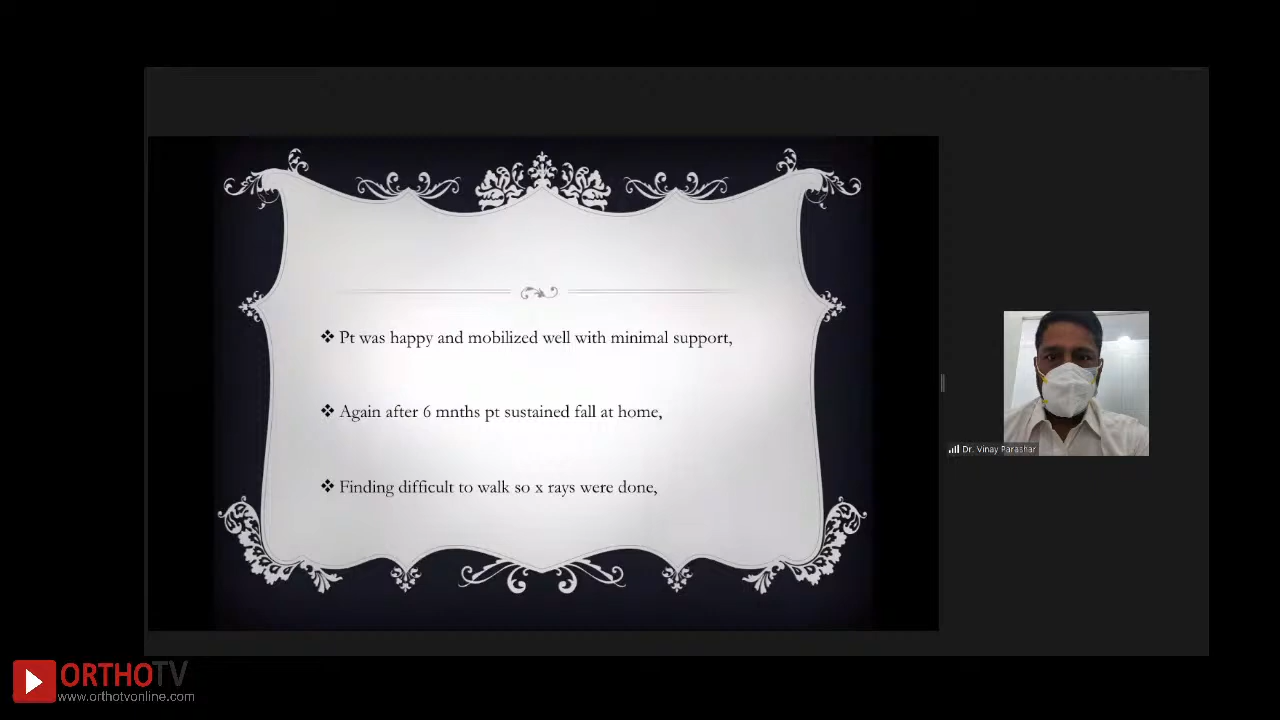 ❖ Pt was happy and mobilized well with minimal support,
❖ Again after 6 mnths pt sustained fall at home,
❖ Finding difficult to walk so x rays were done,
Dr. Vinay Parashar
ORTHOTV
www.orthotvonline.com